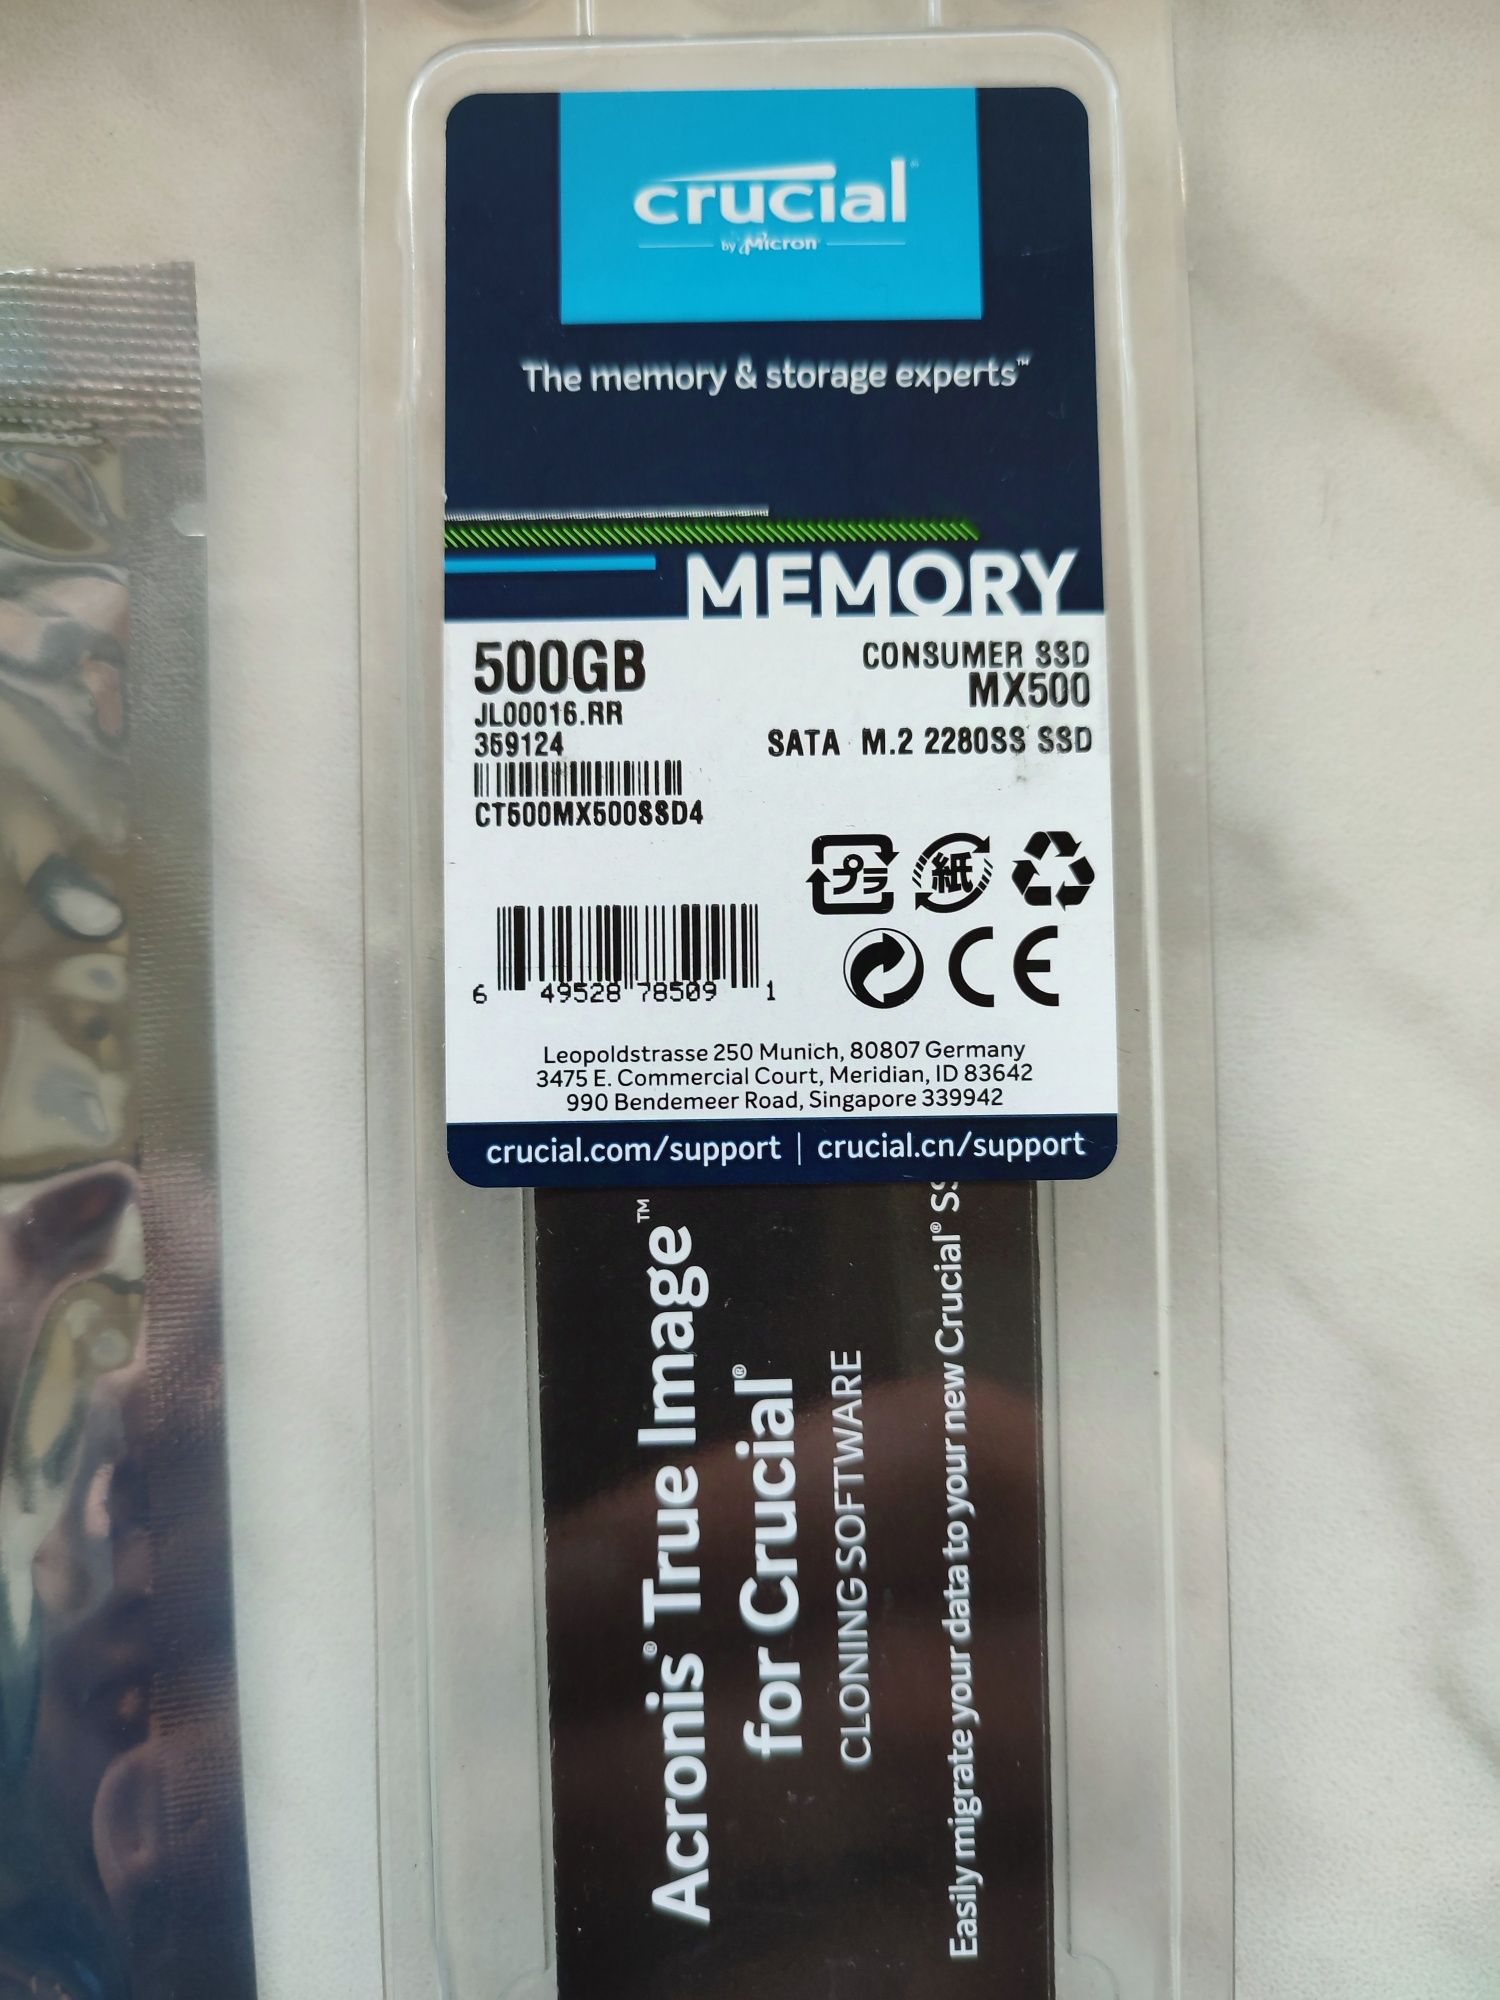 crucial®
by Micron
The memory & storage experts™
MEMORY
500GB
JL00016.RR
359124
CT500MX500SSD4
CONSUMER SSD
MX500
SATA M.2 2280SS SSD
プラ
紙
CE
6 49528 78509 1
Leopoldstrasse 250 Munich, 80807 Germany
3475 E. Commercial Court, Meridian, ID 83642
990 Bendemeer Road, Singapore 339942
crucial.com/support | crucial.cn/support
Acronis® True Image™
for Crucial®
CLONING SOFTWARE
Easily migrate your data to your new Crucial®